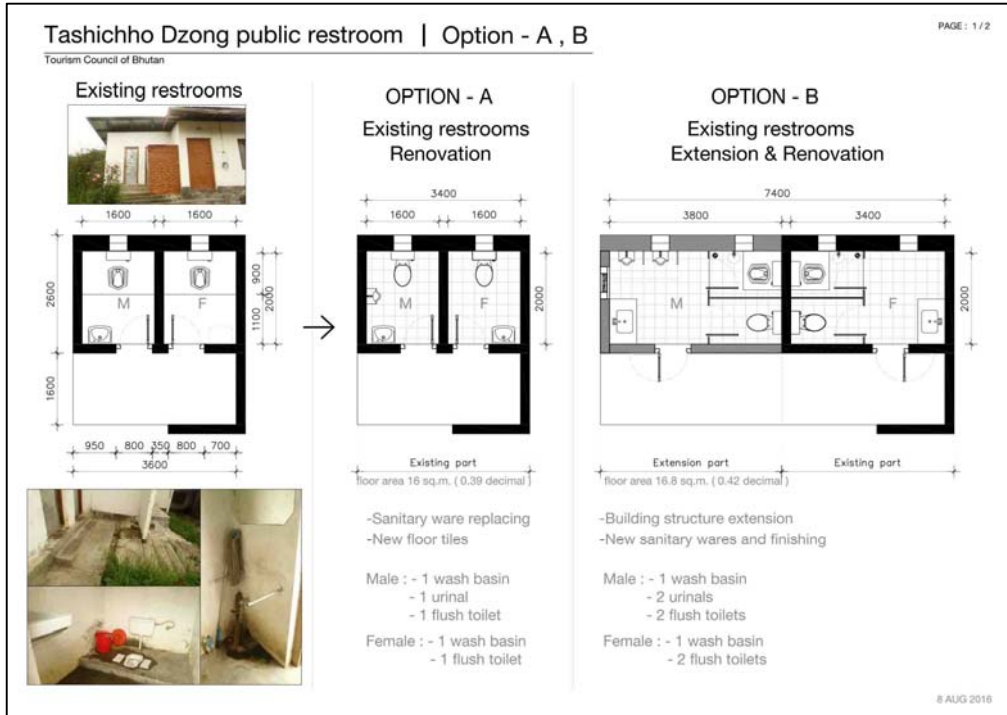 Tashichho Dzong public restroom | Option - A , B
PAGE : 1 / 2
Tourism Council of Bhutan
Existing restrooms
1600
1600
2600
1600
900
1100
2000
M
F
950
800
350
800
700
3600
OPTION - A
Existing restrooms
Renovation
3400
1600
1600
2000
M
F
Existing part
floor area 16 sq.m. ( 0.39 decimal )
-Sanitary ware replacing
-New floor tiles
Male : - 1 wash basin
- 1 urinal
- 1 flush toilet
Female : - 1 wash basin
- 1 flush toilet
OPTION - B
Existing restrooms
Extension & Renovation
7400
3800
3400
2000
M
F
Extension part
Existing part
floor area 16.8 sq.m. ( 0.42 decimal )
-Building structure extension
-New sanitary wares and finishing
Male : - 1 wash basin
- 2 urinals
- 2 flush toilets
Female : - 1 wash basin
- 2 flush toilets
8 AUG 2016